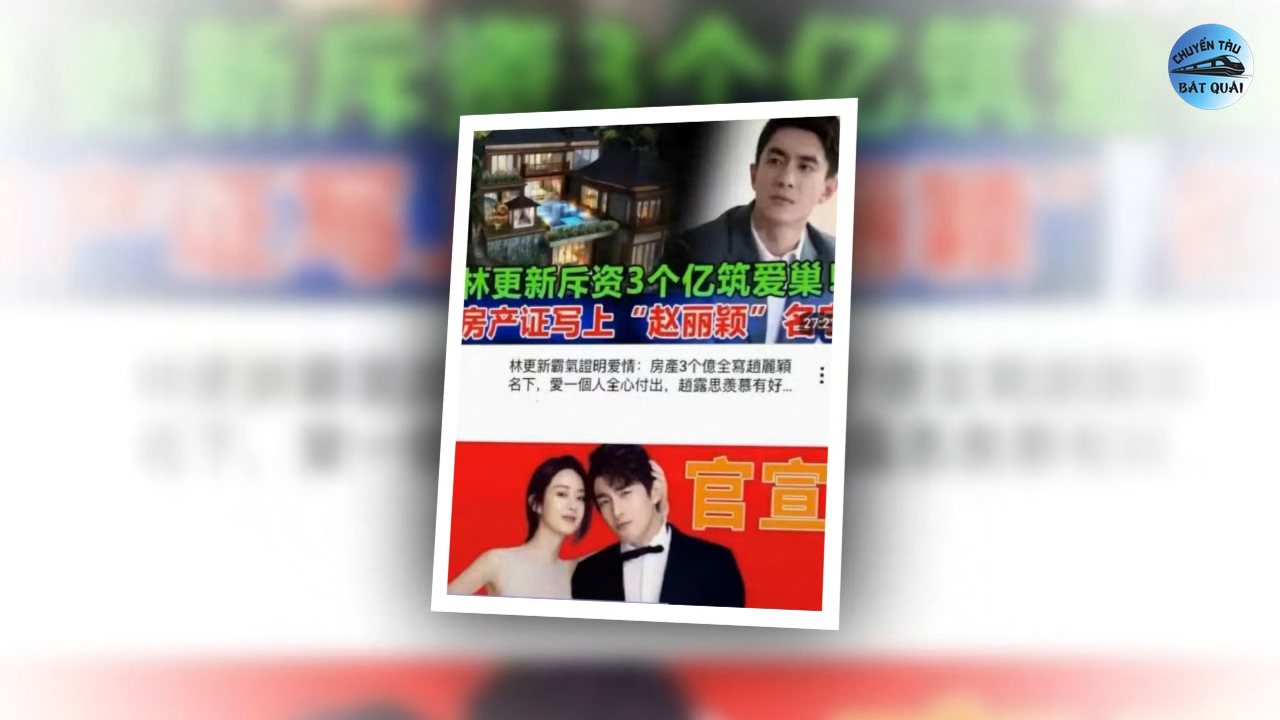 CHUYẾN TÀU
BÁT QUÁI
林更新斥资3个亿筑爱巢!
房产证写上“赵丽颖”名字
27:2
林更新霸氣證明爱情：房產3个億全寫趙麗穎
名下，愛一個人全心付出，趙露思羨慕有好...
官宣